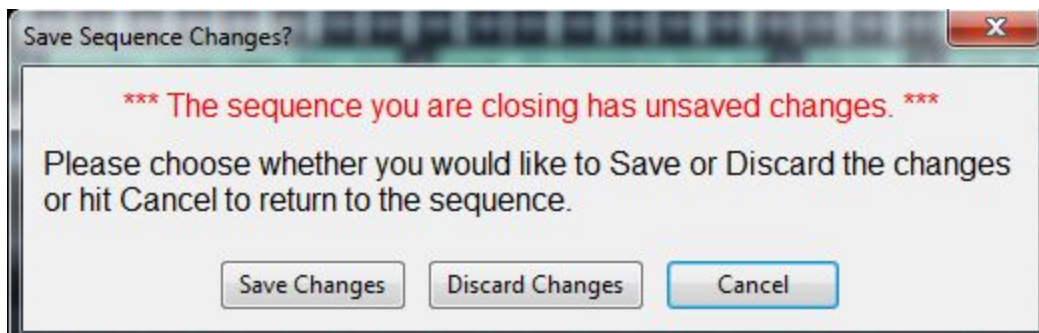 Save Sequence Changes?
*** The sequence you are closing has unsaved changes. ***
Please choose whether you would like to Save or Discard the changes
or hit Cancel to return to the sequence.
Save Changes Discard Changes Cancel